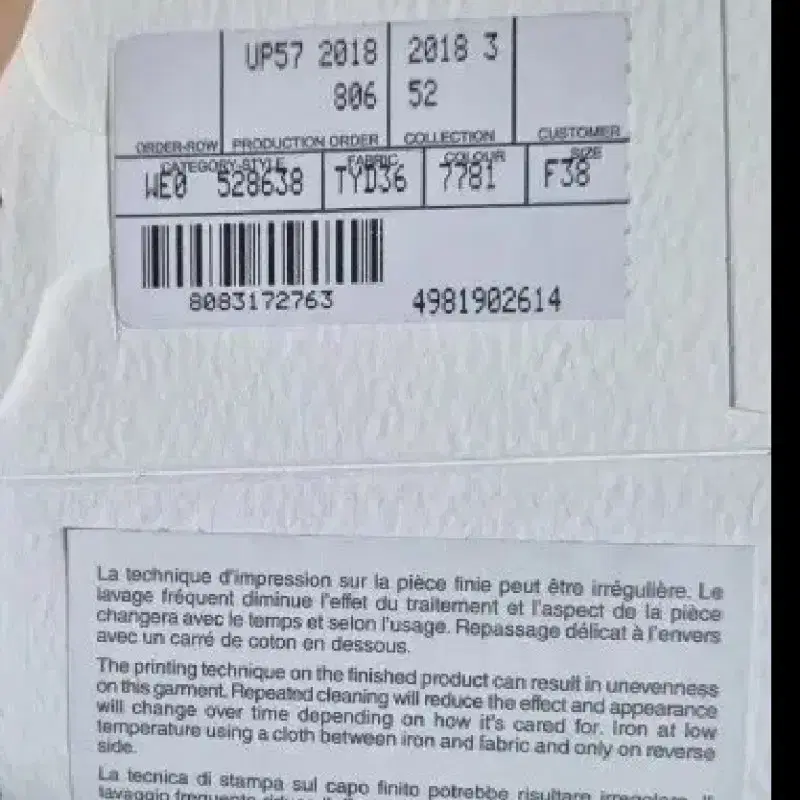 UP57 2018 2018 3
806 52
ORDER-ROW PRODUCTION ORDER COLLECTION CUSTOMER
CATEGORY-STYLE FABRIC COLOUR SIZE
WE0 528638 TYD36 7781 F38
8083172763 4981902614
La technique d'impression sur la pièce finie peut être irrégulière. Le
lavage fréquent diminue l'effet du traitement et l'aspect de la pièce
changera avec le temps et selon l'usage. Repassage délicat à l'envers
avec un carré de coton en dessous.
The printing technique on the finished product can result in unevenness
on this garment. Repeated cleaning will reduce the effect and appearance
will change over time depending on how it's cared for. Iron at low
temperature using a cloth between iron and fabric and only on reverse
side.
La tecnica di stampa sul capo finito potrebbe risultare irregolare. Il
lavaggio frequente